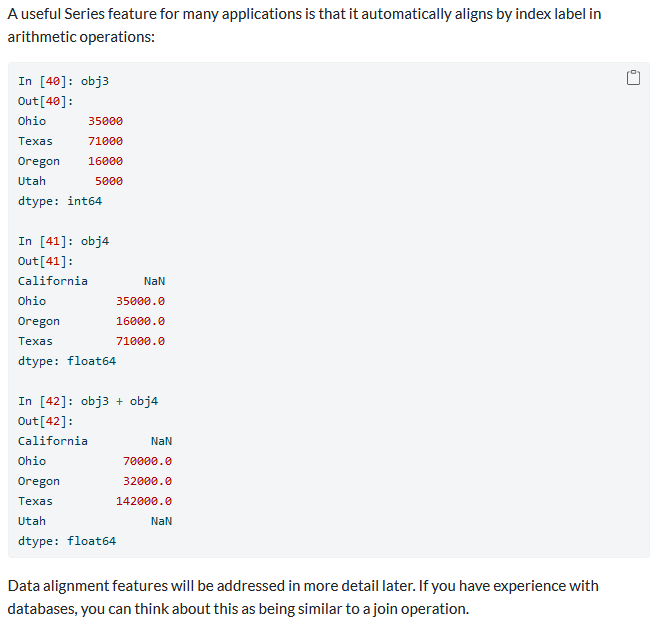 A useful Series feature for many applications is that it automatically aligns by index label in
arithmetic operations:
In [40]: obj3
Out[40]:
Ohio      35000
Texas     71000
Oregon    16000
Utah       5000
dtype: int64
In [41]: obj4
Out[41]:
California        NaN
Ohio          35000.0
Oregon        16000.0
Texas         71000.0
dtype: float64
In [42]: obj3 + obj4
Out[42]:
California         NaN
Ohio           70000.0
Oregon         32000.0
Texas         142000.0
Utah               NaN
dtype: float64
Data alignment features will be addressed in more detail later. If you have experience with
databases, you can think about this as being similar to a join operation.